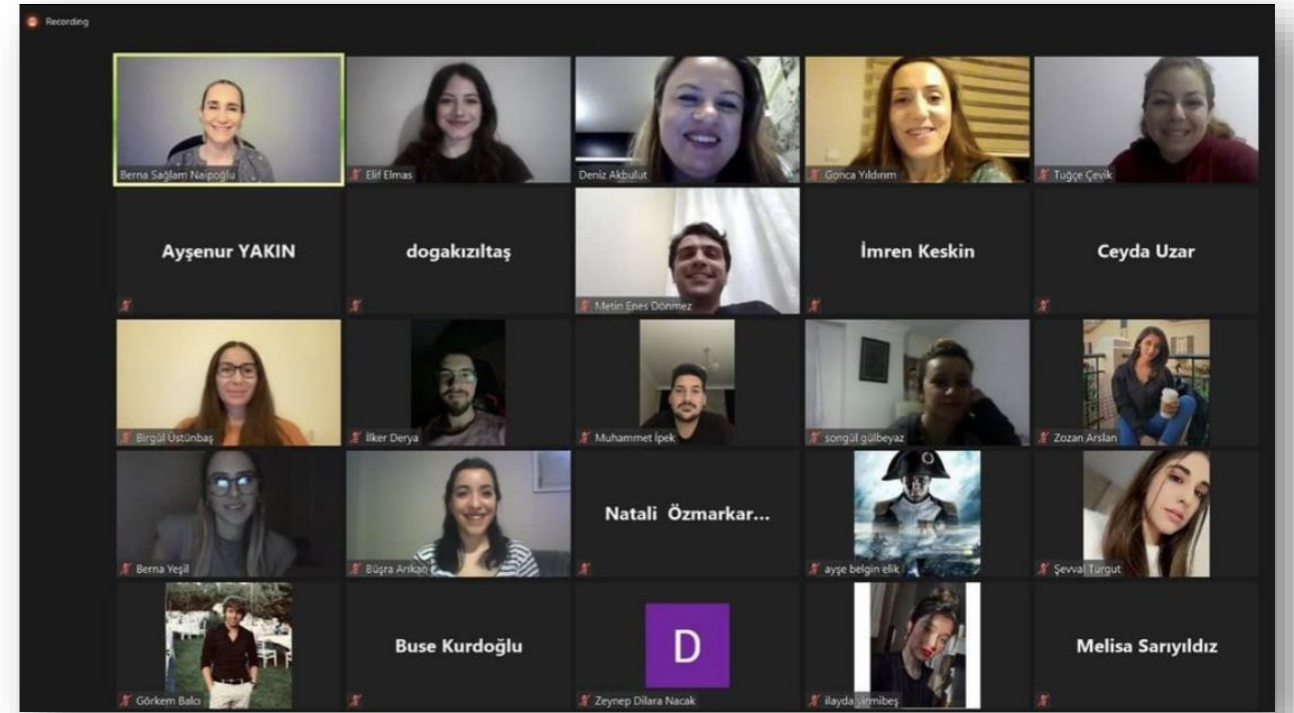 Recording
Berna Sağlam Naipoğlu
Elif Elmas
Deniz Akbulut
Gonca Yıldırım
Tuğçe Çevik
Ayşenur YAKIN
dogakızıltaş
Metin Enes Dönmez
İmren Keskin
Ceyda Uzar
Birgül Üstünbaş
İlker Derya
Muhammet İpek
songül gülbeyaz
Zozan Arslan
Berna Yeşil
Büşra Arıkan
Natali Özmarkar...
ayşe belgin elik
Şevval Turgut
Görkem Balcı
Buse Kurdoğlu
D
Zeynep Dilara Nacak
ilayda yirmibeş
Melisa Sarıyıldız